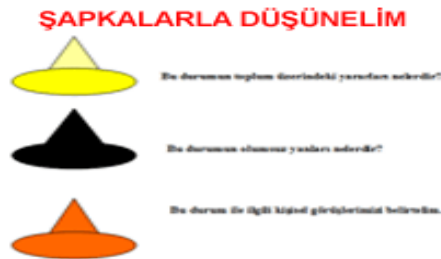 ŞAPKALARLA DÜŞÜNELİM
Bu durumun toplum üzerindeki yararları nelerdir?
Bu durumun olumsuz yanları nelerdir?
Bu durum ile ilgili kişisel görüşlerimizi belirtelim.